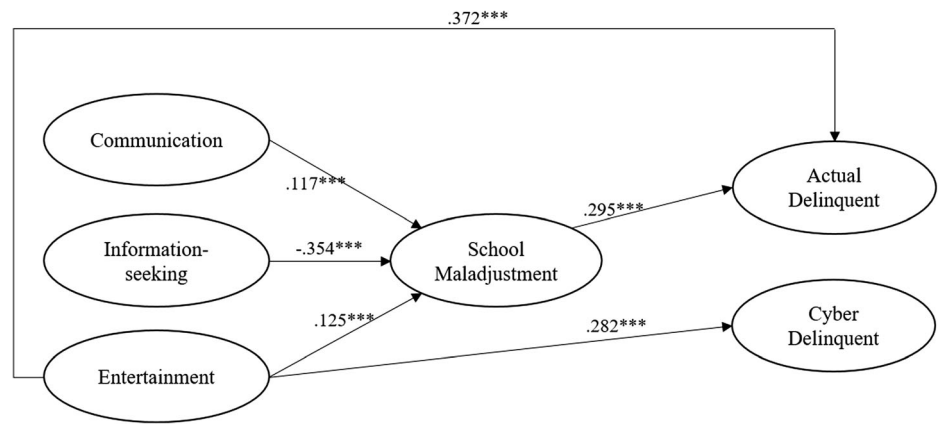 .372***
Communication
.117***
Actual
Delinquent
.295***
Information-
seeking
-.354***
School
Maladjustment
.125***
.282***
Cyber
Delinquent
Entertainment